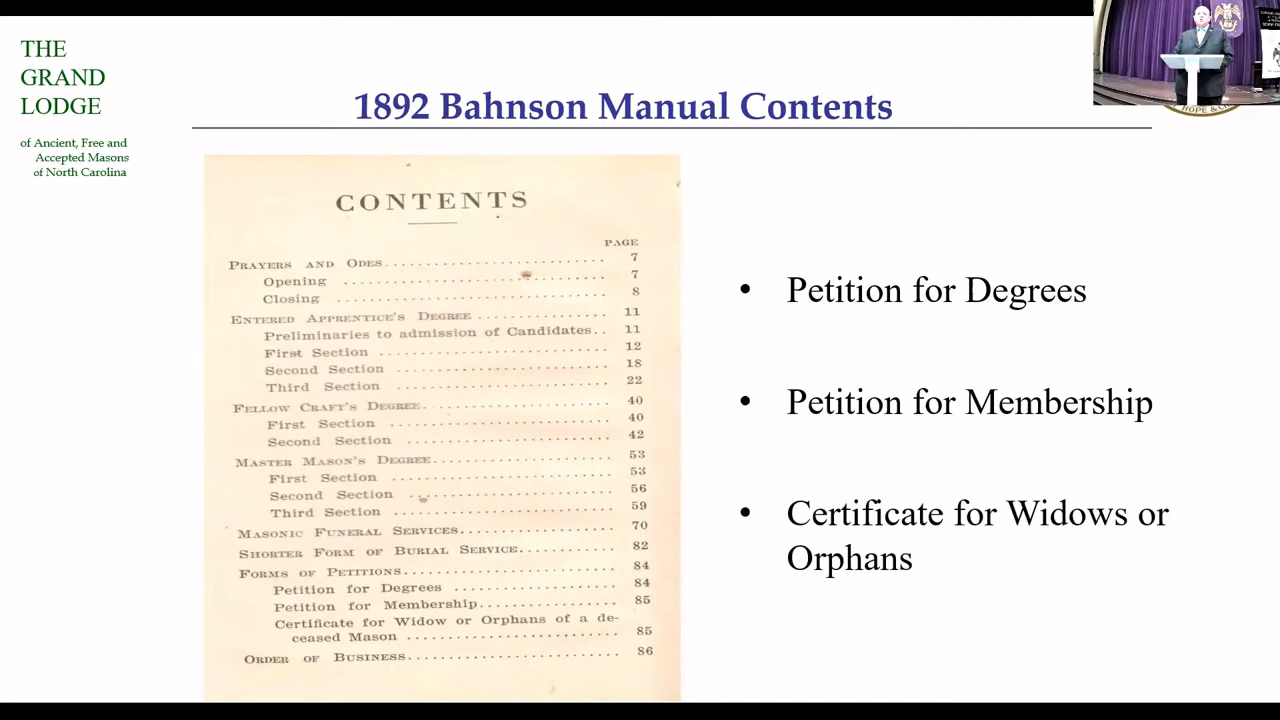 THE
GRAND
LODGE
of Ancient, Free and
Accepted Masons
of North Carolina
1892 Bahnson Manual Contents
HOPE &
CONTENTS
PAGE
PRAYERS AND ODES 7
Opening 7
Closing 8
ENTERED APPRENTICE'S DEGREE 11
Preliminaries to admission of Candidates.. 11
First Section 12
Second Section 18
Third Section 22
FELLOW CRAFT'S DEGREE 40
First Section 40
Second Section 42
MASTER MASON'S DEGREE 53
First Section 53
Second Section 56
Third Section 59
MASONIC FUNERAL SERVICES 70
SHORTER FORM OF BURIAL SERVICE 82
FORMS OF PETITIONS 84
Petition for Degrees 84
Petition for Membership 85
Certificate for Widow or Orphans of a de-
ceased Mason 85
ORDER OF BUSINESS 86
• Petition for Degrees
• Petition for Membership
• Certificate for Widows or
Orphans